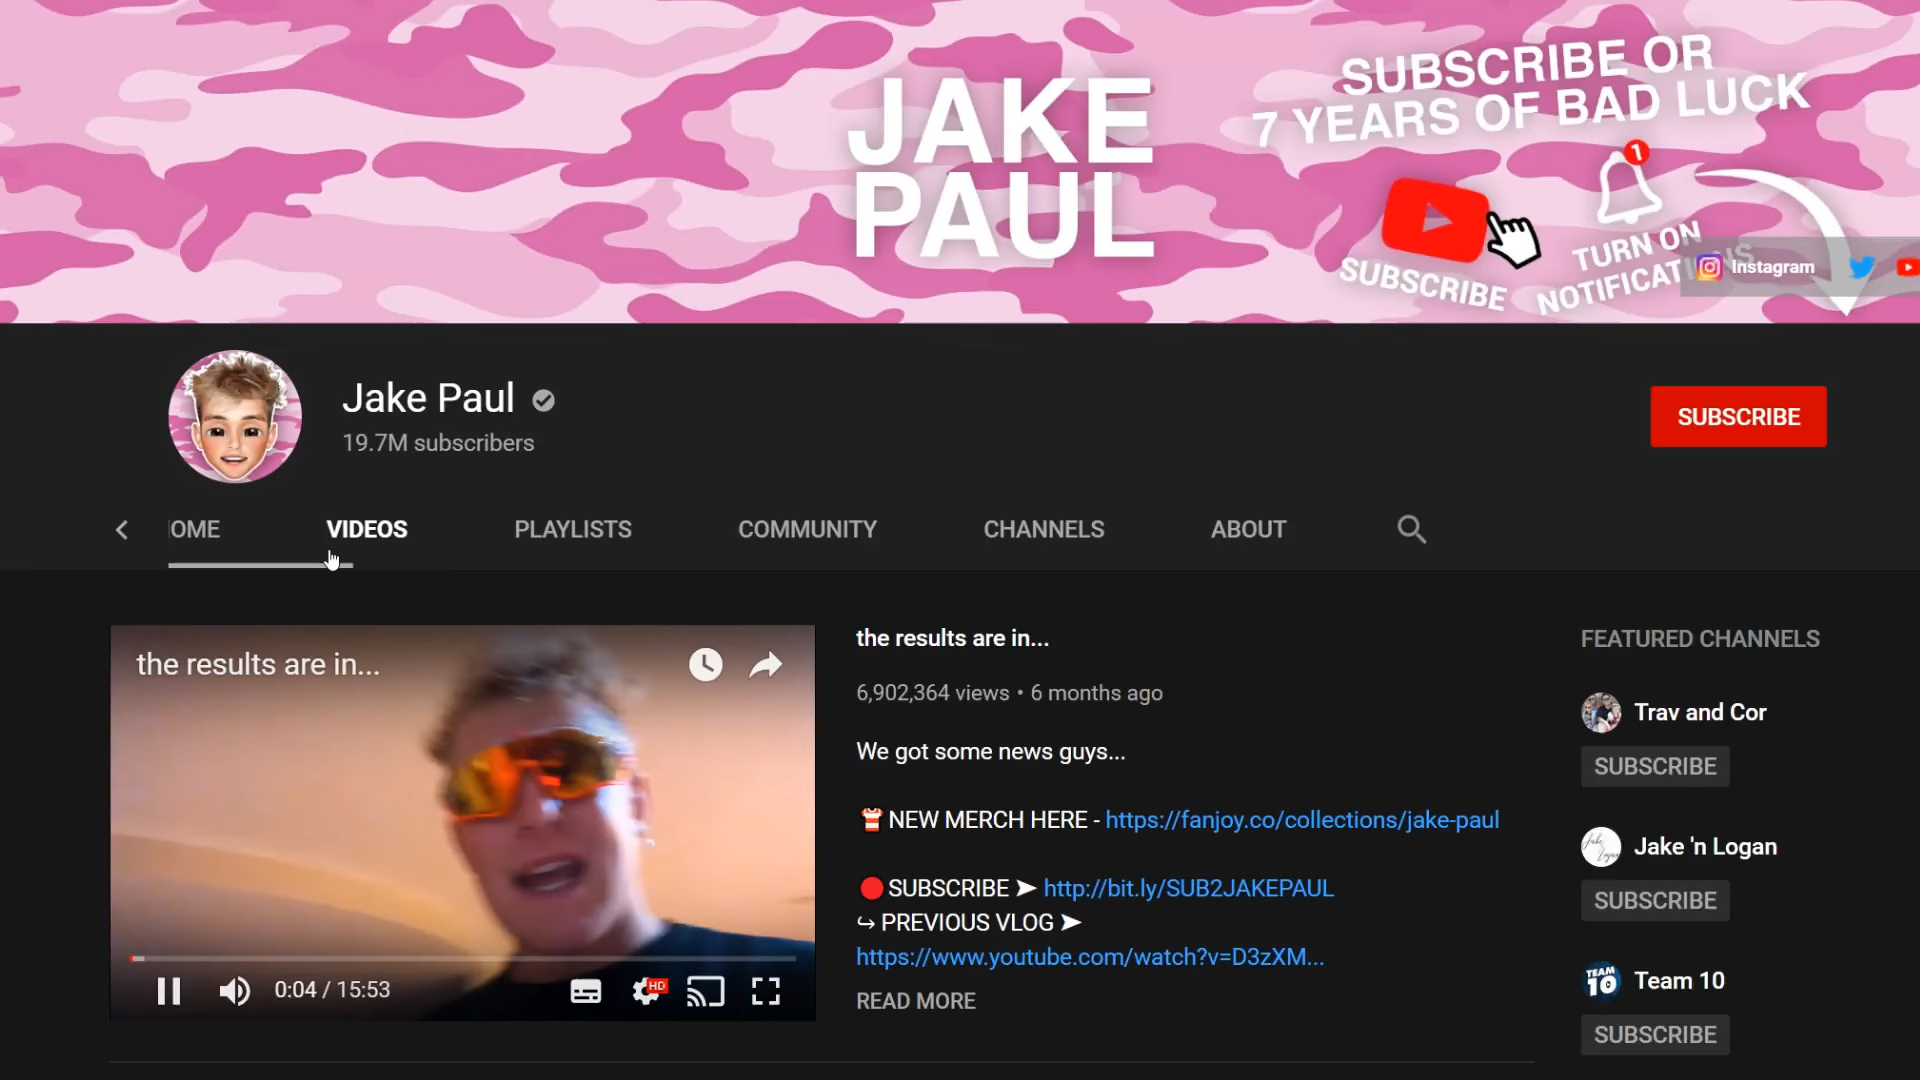 JAKE
PAUL
SUBSCRIBE OR
7 YEARS OF BAD LUCK
1
SUBSCRIBE
TURN ON
NOTIFICATIONS
Instagram
Jake Paul
19.7M subscribers
SUBSCRIBE
OME
VIDEOS
PLAYLISTS
COMMUNITY
CHANNELS
ABOUT
the results are in...
0:04 / 15:53
HD
the results are in...
6,902,364 views • 6 months ago
We got some news guys...
NEW MERCH HERE - https://fanjoy.co/collections/jake-paul
🔴 SUBSCRIBE ➤ http://bit.ly/SUB2JAKEPAUL
↪ PREVIOUS VLOG ➤
https://www.youtube.com/watch?v=D3zXM...
READ MORE
FEATURED CHANNELS
Trav and Cor
SUBSCRIBE
Jake 'n Logan
SUBSCRIBE
TEAM
10
Team 10
SUBSCRIBE